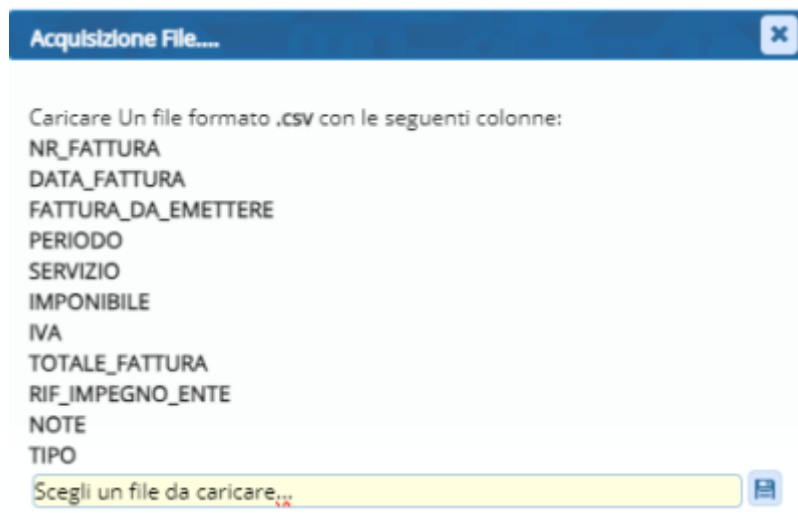 Acquisizione File....
Caricare Un file formato .csv con le seguenti colonne:
NR_FATTURA
DATA_FATTURA
FATTURA_DA_EMETTERE
PERIODO
SERVIZIO
IMPONIBILE
IVA
TOTALE_FATTURA
RIF_IMPEGNO_ENTE
NOTE
TIPO
Scegli un file da caricare...